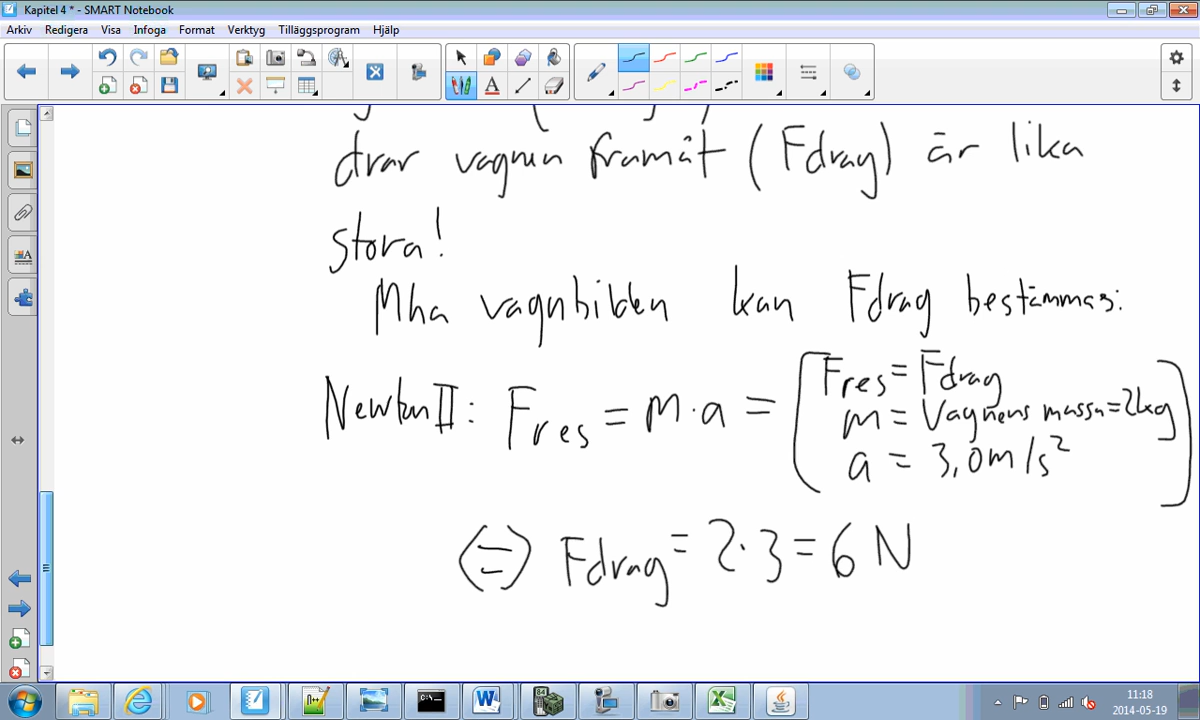 Kapitel 4 * - SMART Notebook
Arkiv Redigera Visa Infoga Format Verktyg Tilläggsprogram Hjälp
drar vagnen framåt (Fdrag) är lika
stora!
Mha vagnbilden kan Fdrag bestämmas:
Newton II: Fres = m · a =
Fres = Fdrag
m = Vagnens massa = 2kg
a = 3,0 m/s²
<=> Fdrag = 2 · 3 = 6 N
11:18
2014-05-19